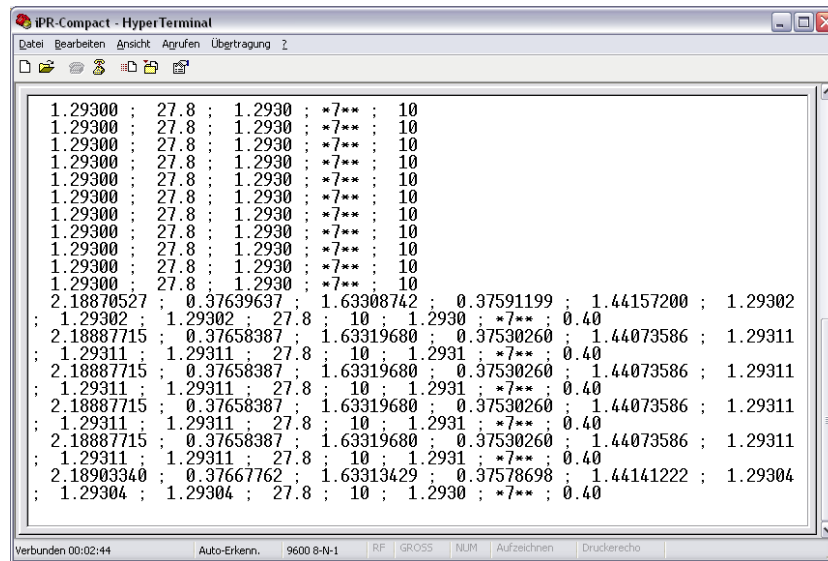 iPR-Compact - HyperTerminal
Datei Bearbeiten Ansicht Anrufen Übertragung ?
1.29300 ; 27.8 ; 1.2930 ; *7** ; 10
1.29300 ; 27.8 ; 1.2930 ; *7** ; 10
1.29300 ; 27.8 ; 1.2930 ; *7** ; 10
1.29300 ; 27.8 ; 1.2930 ; *7** ; 10
1.29300 ; 27.8 ; 1.2930 ; *7** ; 10
1.29300 ; 27.8 ; 1.2930 ; *7** ; 10
1.29300 ; 27.8 ; 1.2930 ; *7** ; 10
1.29300 ; 27.8 ; 1.2930 ; *7** ; 10
1.29300 ; 27.8 ; 1.2930 ; *7** ; 10
1.29300 ; 27.8 ; 1.2930 ; *7** ; 10
1.29300 ; 27.8 ; 1.2930 ; *7** ; 10
2.18870527 ; 0.37639637 ; 1.63308742 ; 0.37591199 ; 1.44157200 ; 1.29302
; 1.29302 ; 1.29302 ; 27.8 ; 10 ; 1.2930 ; *7** ; 0.40
2.18887715 ; 0.37658387 ; 1.63319680 ; 0.37530260 ; 1.44073586 ; 1.29311
; 1.29311 ; 1.29311 ; 27.8 ; 10 ; 1.2931 ; *7** ; 0.40
2.18887715 ; 0.37658387 ; 1.63319680 ; 0.37530260 ; 1.44073586 ; 1.29311
; 1.29311 ; 1.29311 ; 27.8 ; 10 ; 1.2931 ; *7** ; 0.40
2.18887715 ; 0.37658387 ; 1.63319680 ; 0.37530260 ; 1.44073586 ; 1.29311
; 1.29311 ; 1.29311 ; 27.8 ; 10 ; 1.2931 ; *7** ; 0.40
2.18887715 ; 0.37658387 ; 1.63319680 ; 0.37530260 ; 1.44073586 ; 1.29311
; 1.29311 ; 1.29311 ; 27.8 ; 10 ; 1.2931 ; *7** ; 0.40
2.18903340 ; 0.37667762 ; 1.63313429 ; 0.37578698 ; 1.44141222 ; 1.29304
; 1.29304 ; 1.29304 ; 27.8 ; 10 ; 1.2930 ; *7** ; 0.40
Verbunden 00:02:44 Auto-Erkenn. 9600 8-N-1 RF GROSS NUM Aufzeichnen Druckerecho